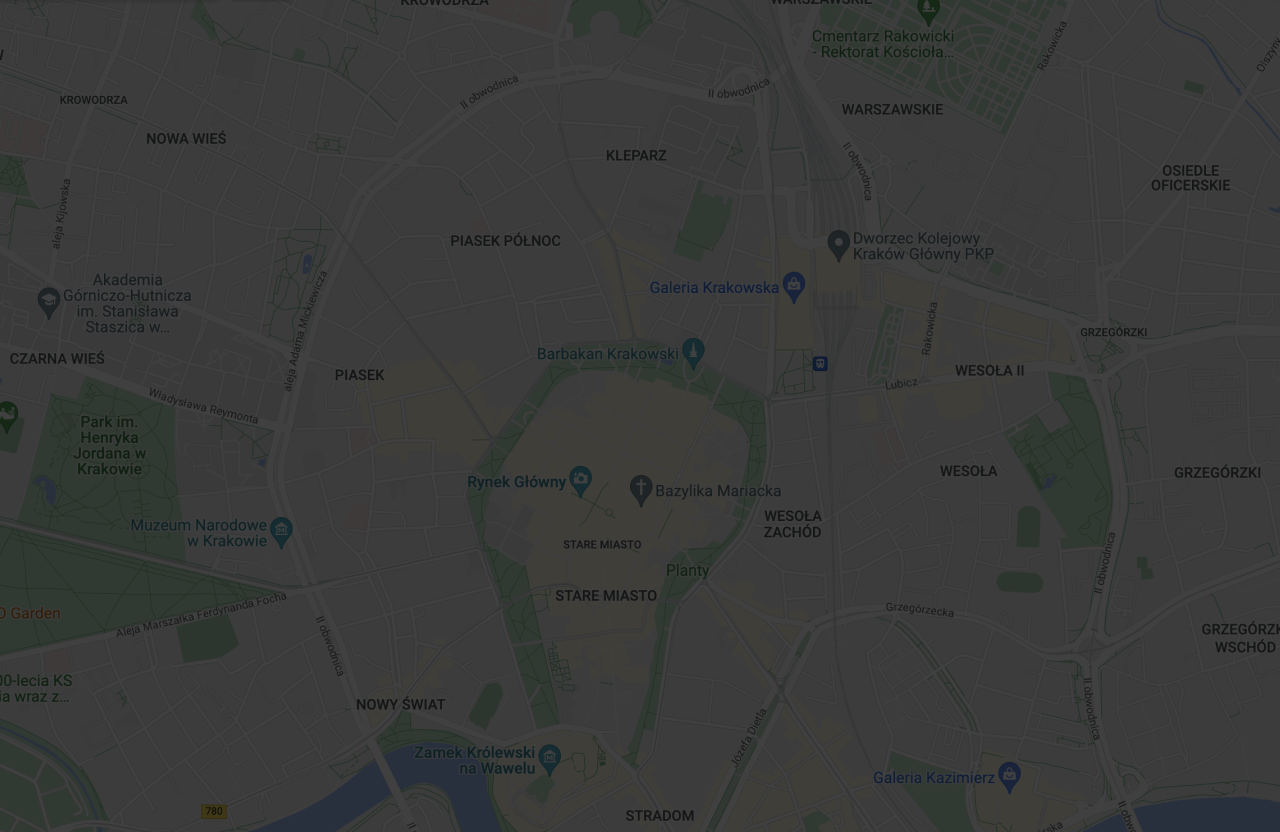 KROWODRZA
WARSZAWSKIE
Cmentarz Rakowicki
- Rektorat Kościoła...
Rakowicka
II obwodnica
II obwodnica
KROWODRZA
WARSZAWSKIE
NOWA WIEŚ
KLEPARZ
II obwodnica
OSIEDLE
OFICERSKIE
aleja Kijowska
PIASEK PÓŁNOC
Dworzec Kolejowy
Kraków Główny PKP
Akademia
Górniczo-Hutnicza
im. Stanisława
Staszica w...
Galeria Krakowska
aleja Adama Mickiewicza
Rakowicka
GRZEGÓRZKI
CZARNA WIEŚ
Barbakan Krakowski
PIASEK
WESOŁA II
Lubicz
Władysława Reymonta
Park im.
Henryka
Jordana w
Krakowie
WESOŁA
GRZEGÓRZKI
Rynek Główny
Bazylika Mariacka
Muzeum Narodowe
w Krakowie
WESOŁA
ZACHÓD
STARE MIASTO
II obwodnica
Planty
STARE MIASTO
Garden
Aleja Marszałka Ferdynanda Focha
Grzegórzecka
II obwodnica
WSCHÓD
00-lecia KS
ia wraz z...
II obwodnica
NOWY ŚWIAT
Józefa Dietla
Zamek Królewski
na Wawelu
Galeria Kazimierz
780
STRADOM